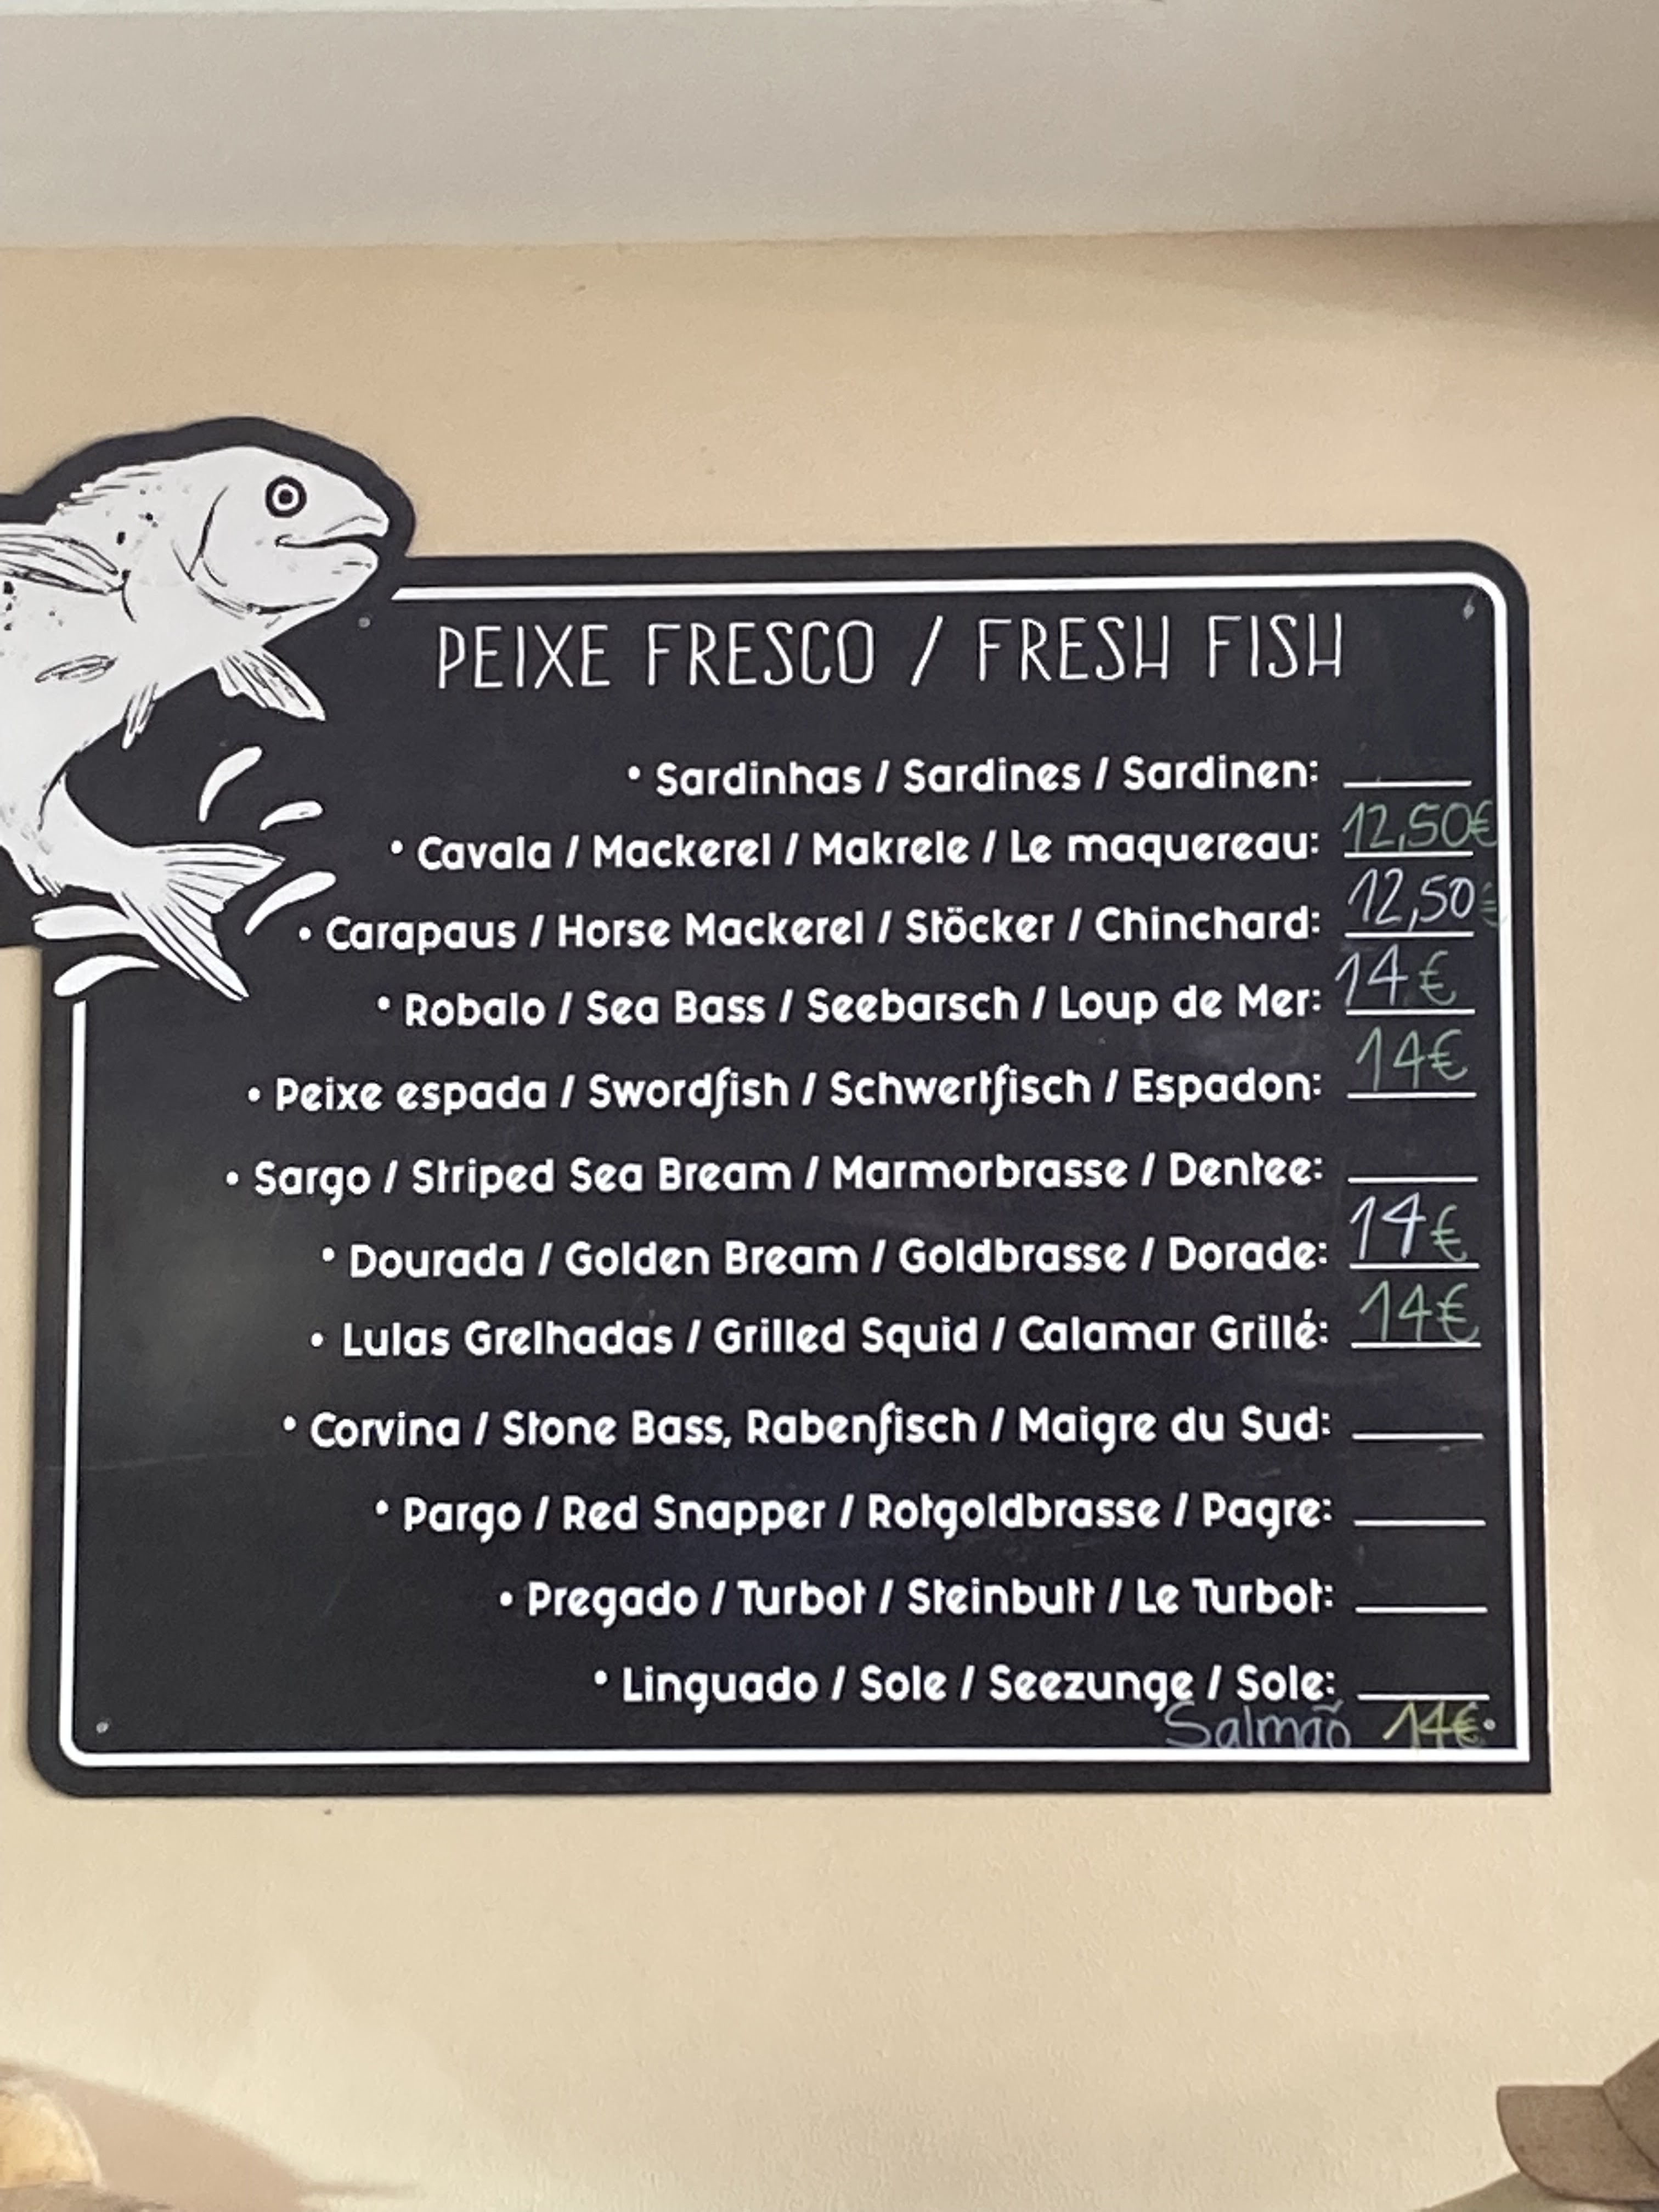 PEIXE FRESCO / FRESH FISH
• Sardinhas / Sardines / Sardinen:
• Cavala / Mackerel / Makrele / Le maquereau: 12,50€
• Carapaus / Horse Mackerel / Stöcker / Chinchard: 12,50€
• Robalo / Sea Bass / Seebarsch / Loup de Mer: 14€
• Peixe espada / Swordfish / Schwertfisch / Espadon: 14€
• Sargo / Striped Sea Bream / Marmorbrasse / Dentee:
• Dourada / Golden Bream / Goldbrasse / Dorade: 14€
• Lulas Grelhadas / Grilled Squid / Calamar Grillé: 14€
• Corvina / Stone Bass, Rabenfisch / Maigre du Sud:
• Pargo / Red Snapper / Rotgoldbrasse / Pagre:
• Pregado / Turbot / Steinbutt / Le Turbot:
• Linguado / Sole / Seezunge / Sole:
Salmão 14€